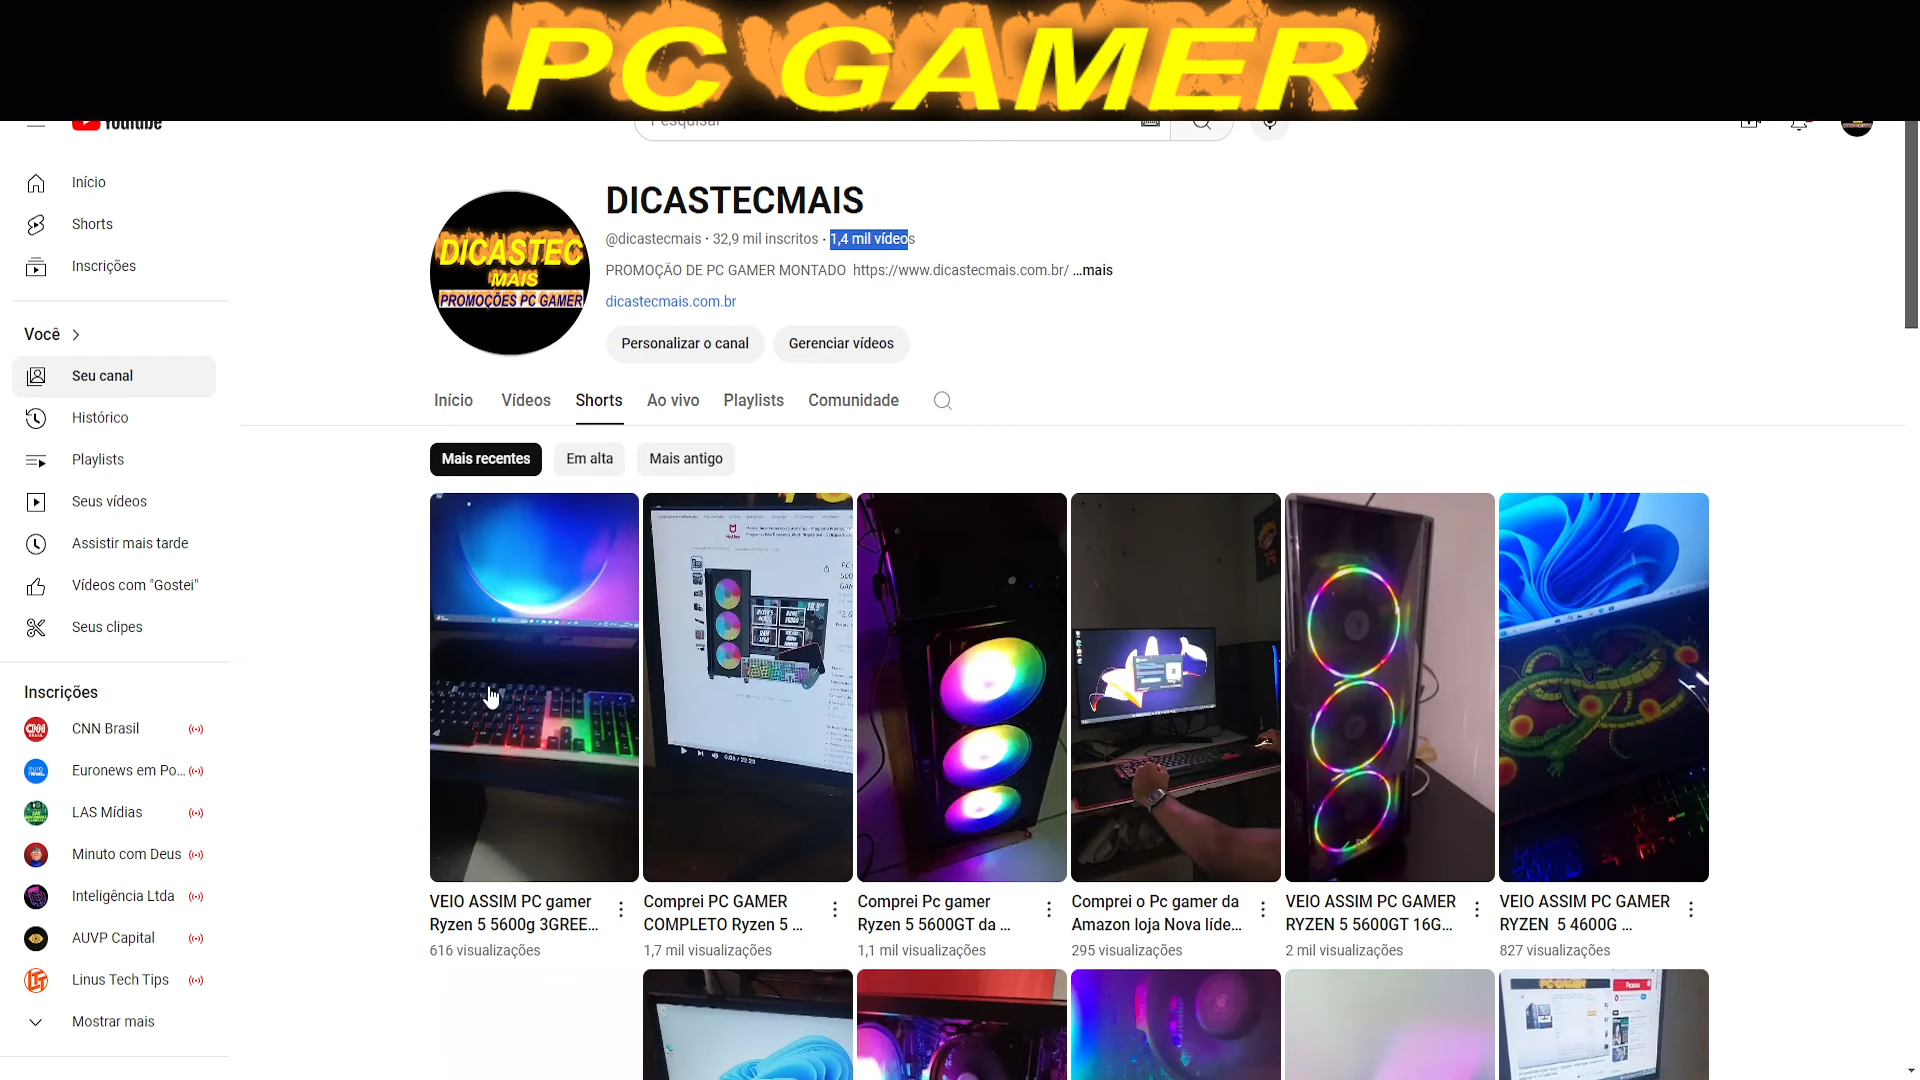 PC GAMER
YouTube
Pesquisar
Início
Shorts
Inscrições
Você
Seu canal
Histórico
Playlists
Seus vídeos
Assistir mais tarde
Vídeos com "Gostei"
Seus clipes
Inscrições
CNN Brasil
Euronews em Po...
LAS Mídias
Minuto com Deus
Inteligência Ltda
AUVP Capital
Linus Tech Tips
Mostrar mais
DICASTEC
MAIS
PROMOÇÕES PC GAMER
DICASTECMAIS
@dicastecmais · 32,9 mil inscritos · 1,4 mil vídeos
PROMOÇÃO DE PC GAMER MONTADO https://www.dicastecmais.com.br/ ...mais
dicastecmais.com.br
Personalizar o canal
Gerenciar vídeos
Início Vídeos Shorts Ao vivo Playlists Comunidade
Mais recentes Em alta Mais antigo
VEIO ASSIM PC gamer
Ryzen 5 5600g 3GREE...
616 visualizações
Comprei PC GAMER
COMPLETO Ryzen 5 ...
1,7 mil visualizações
Comprei Pc gamer
Ryzen 5 5600GT da ...
1,1 mil visualizações
Comprei o Pc gamer da
Amazon loja Nova líde...
295 visualizações
VEIO ASSIM PC GAMER
RYZEN 5 5600GT 16G...
2 mil visualizações
VEIO ASSIM PC GAMER
RYZEN 5 4600G ...
827 visualizações